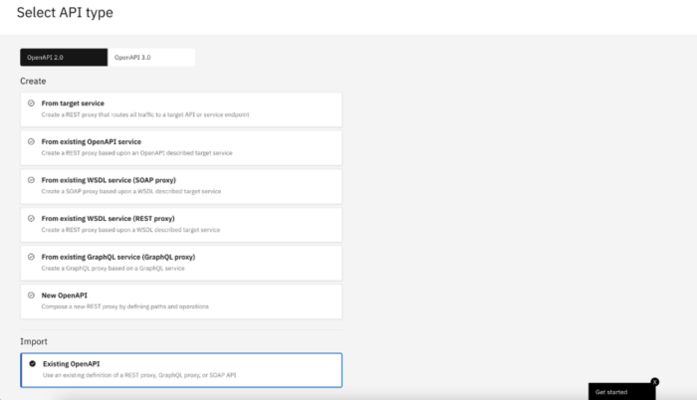 Select API type
OpenAPI 2.0
OpenAPI 3.0
Create
From target service
Create a REST proxy that routes all traffic to a target API or service endpoint
From existing OpenAPI service
Create a REST proxy based upon an OpenAPI described target service
From existing WSDL service (SOAP proxy)
Create a SOAP proxy based upon a WSDL described target service
From existing WSDL service (REST proxy)
Create a REST proxy based upon a WSDL described target service
From existing GraphQL service (GraphQL proxy)
Create a GraphQL proxy based on a GraphQL service
New OpenAPI
Compose a new REST proxy by defining paths and operations
Import
Existing OpenAPI
Use an existing definition of a REST proxy, GraphQL proxy, or SOAP API
Get started